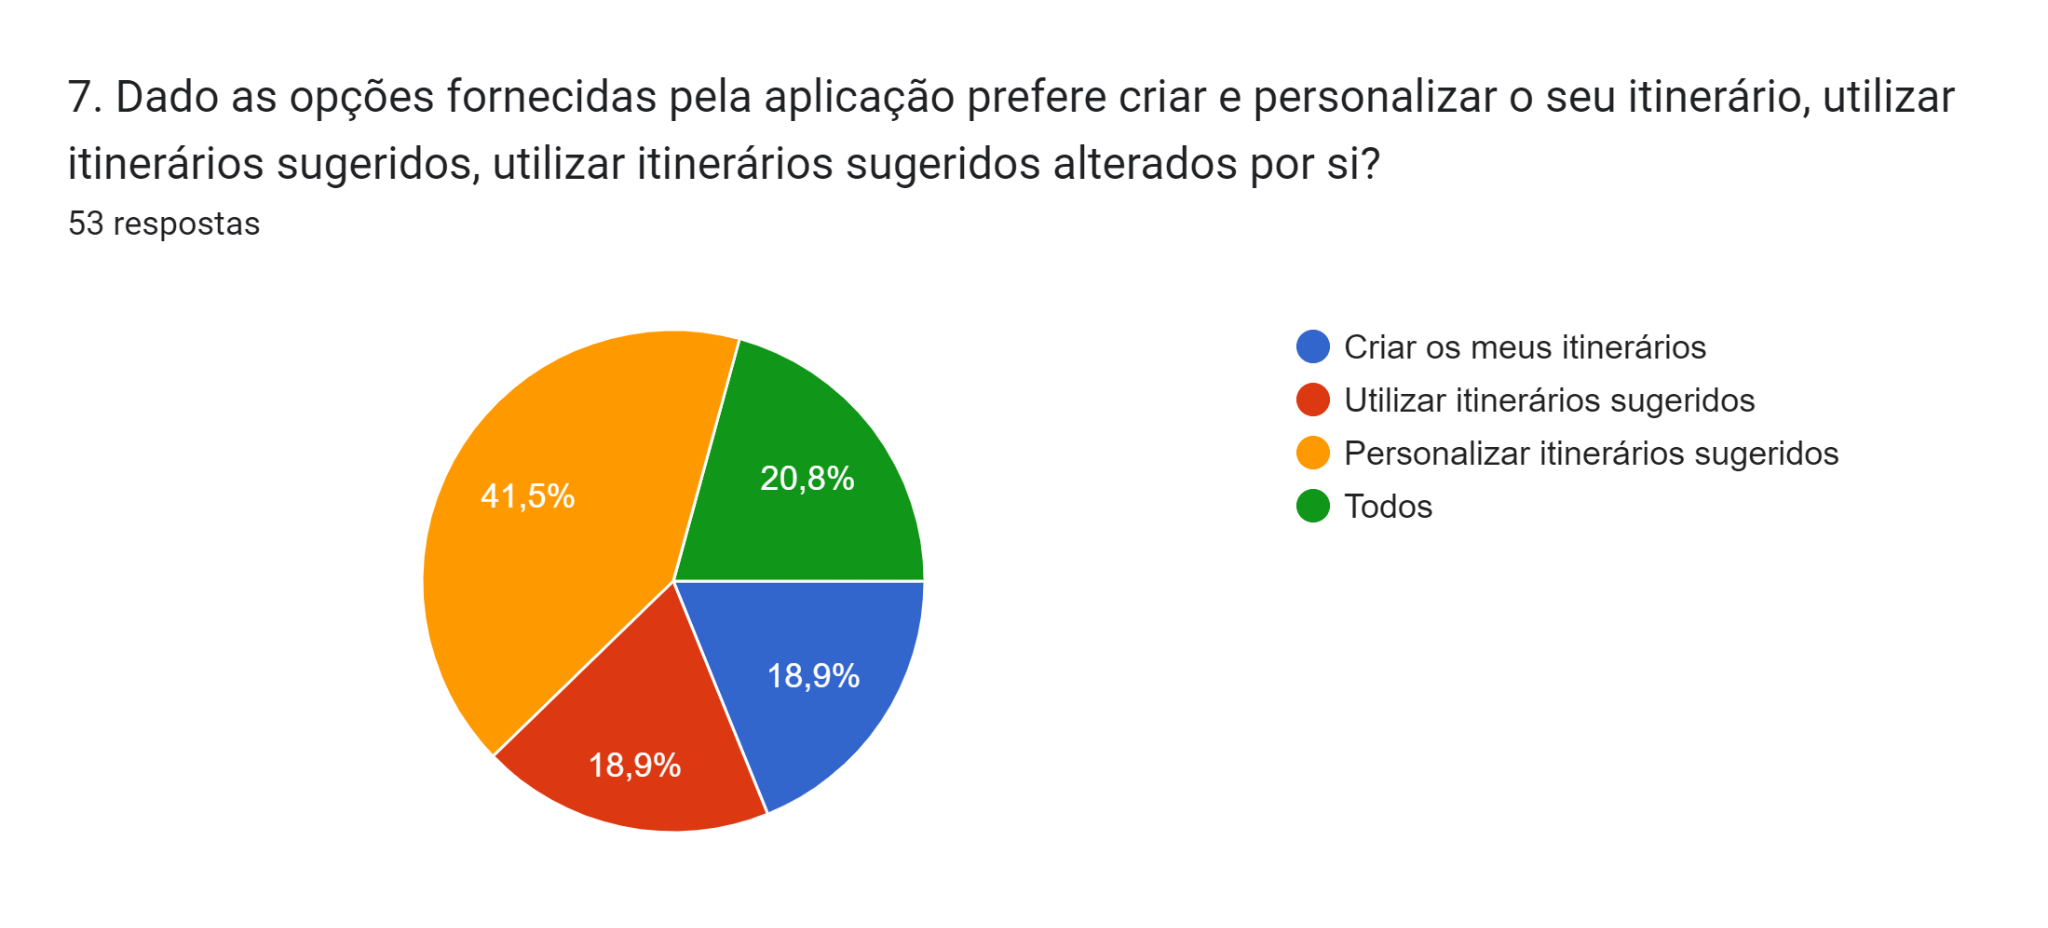 7. Dado as opções fornecidas pela aplicação prefere criar e personalizar o seu itinerário, utilizar
itinerários sugeridos, utilizar itinerários sugeridos alterados por si?
53 respostas
Criar os meus itinerários
Utilizar itinerários sugeridos
Personalizar itinerários sugeridos
Todos
41,5%
20,8%
18,9%
18,9%